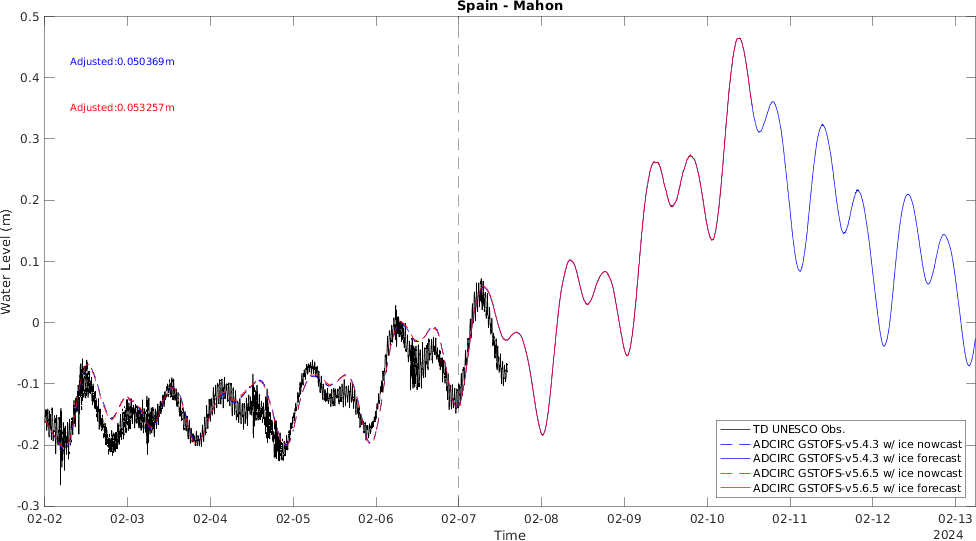 Spain - Mahon
Adjusted:0.050369m
Adjusted:0.053257m
Water Level (m)
0.5
0.4
0.3
0.2
0.1
0
-0.1
-0.2
-0.3
TD UNESCO Obs.
ADCIRC GSTOFS-v5.4.3 w/ ice nowcast
ADCIRC GSTOFS-v5.4.3 w/ ice forecast
ADCIRC GSTOFS-v5.6.5 w/ ice nowcast
ADCIRC GSTOFS-v5.6.5 w/ ice forecast
02-02 02-03 02-04 02-05 02-06 02-07 02-08 02-09 02-10 02-11 02-12 02-13
Time
2024